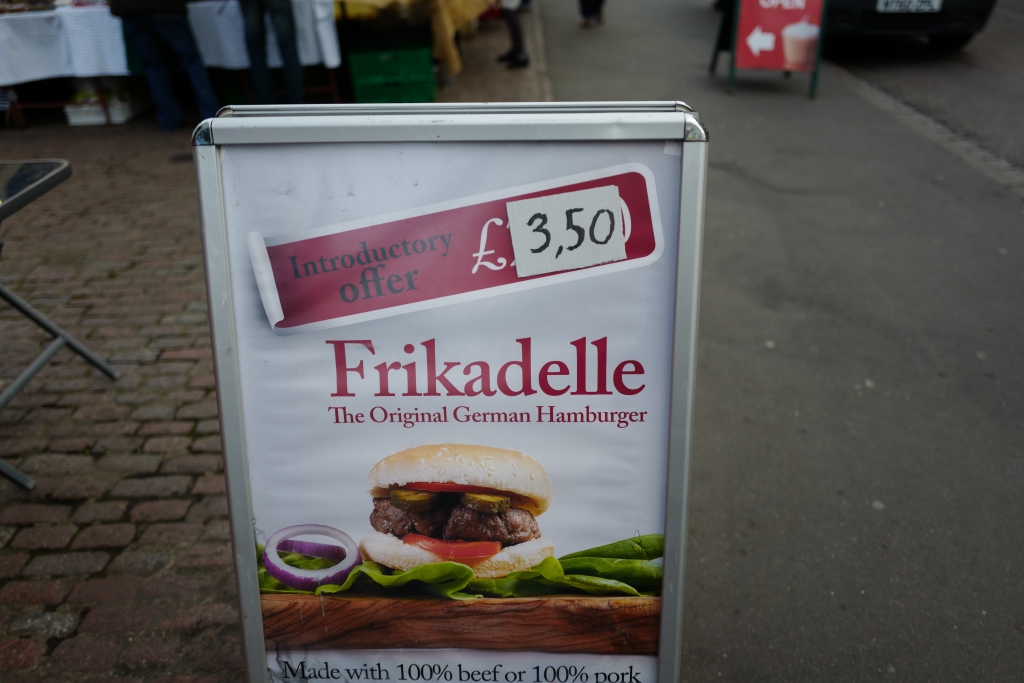 OPEN
Introductory
offer
£
3,50
Frikadelle
The Original German Hamburger
Made with 100% beef or 100% pork